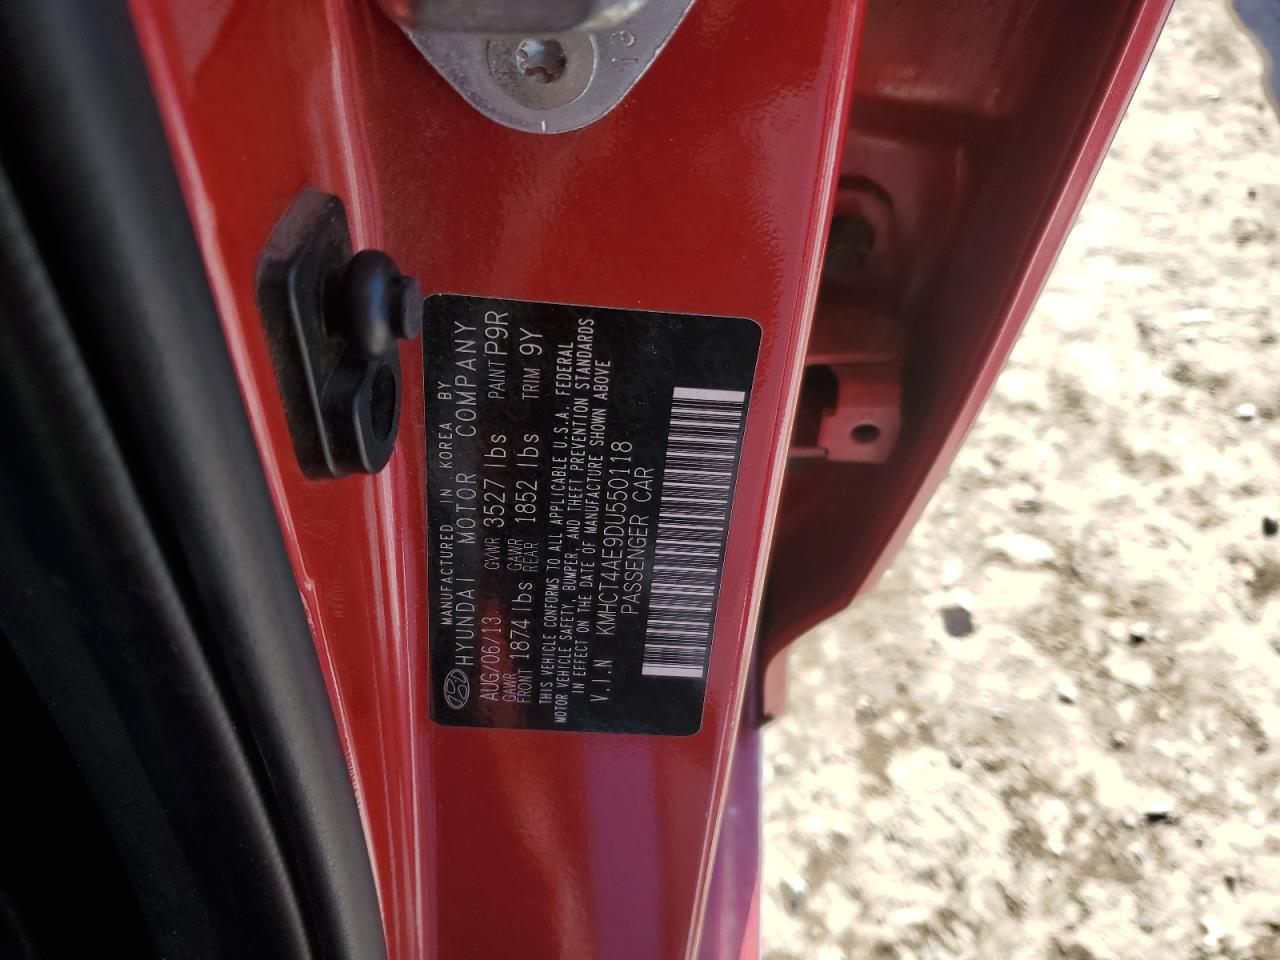 MANUFACTURED IN KOREA BY
HYUNDAI MOTOR COMPANY
AUG/06/13 GVWR 3527 lbs PAINT P9R
GAWR FRONT 1874 lbs GAWR REAR 1852 lbs TRIM 9Y
THIS VEHICLE CONFORMS TO ALL APPLICABLE U.S.A. FEDERAL
MOTOR VEHICLE SAFETY, BUMPER, AND THEFT PREVENTION STANDARDS
IN EFFECT ON THE DATE OF MANUFACTURE SHOWN ABOVE
V.I.N KMHCT4AE9DU550118
PASSENGER CAR